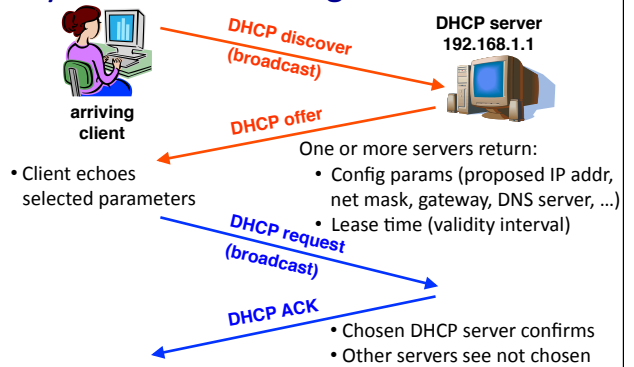 DHCP discover
(broadcast)
DHCP server
192.168.1.1
arriving
client
DHCP offer
One or more servers return:
• Config params (proposed IP addr,
net mask, gateway, DNS server, ...)
• Lease time (validity interval)
• Client echoes
selected parameters
DHCP request
(broadcast)
DHCP ACK
• Chosen DHCP server confirms
• Other servers see not chosen